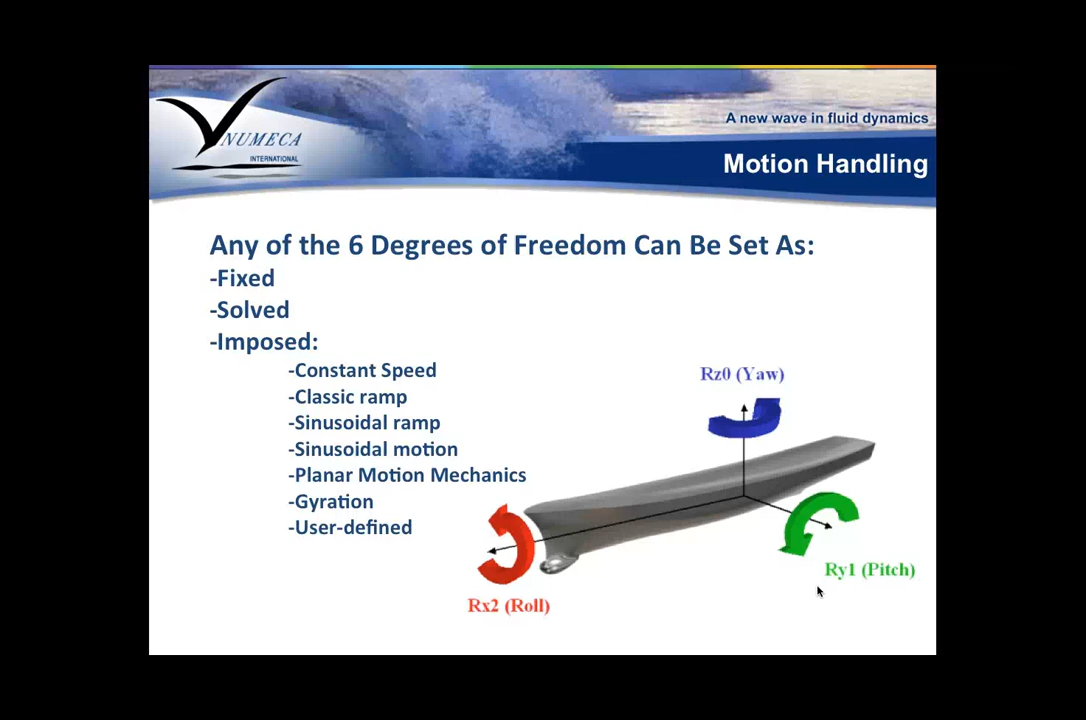 A new wave in fluid dynamics
NUMECA
INTERNATIONAL
Motion Handling
Any of the 6 Degrees of Freedom Can Be Set As:
-Fixed
-Solved
-Imposed:
-Constant Speed
-Classic ramp
-Sinusoidal ramp
-Sinusoidal motion
-Planar Motion Mechanics
-Gyration
-User-defined
Rz0 (Yaw)
Ry1 (Pitch)
Rx2 (Roll)